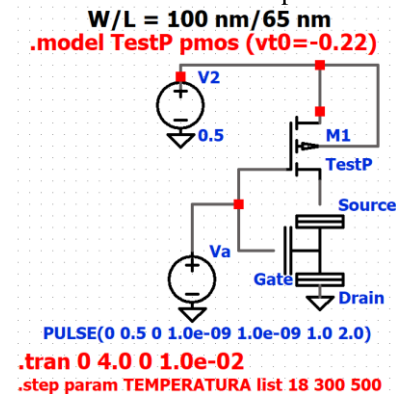 W/L = 100 nm/65 nm
.model TestP pmos (vt0=-0.22)
V2
0.5
M1
TestP
Source
Va
Gate
Drain
PULSE(0 0.5 0 1.0e-09 1.0e-09 1.0 2.0)
.tran 0 4.0 0 1.0e-02
.step param TEMPERATURA list 18 300 500